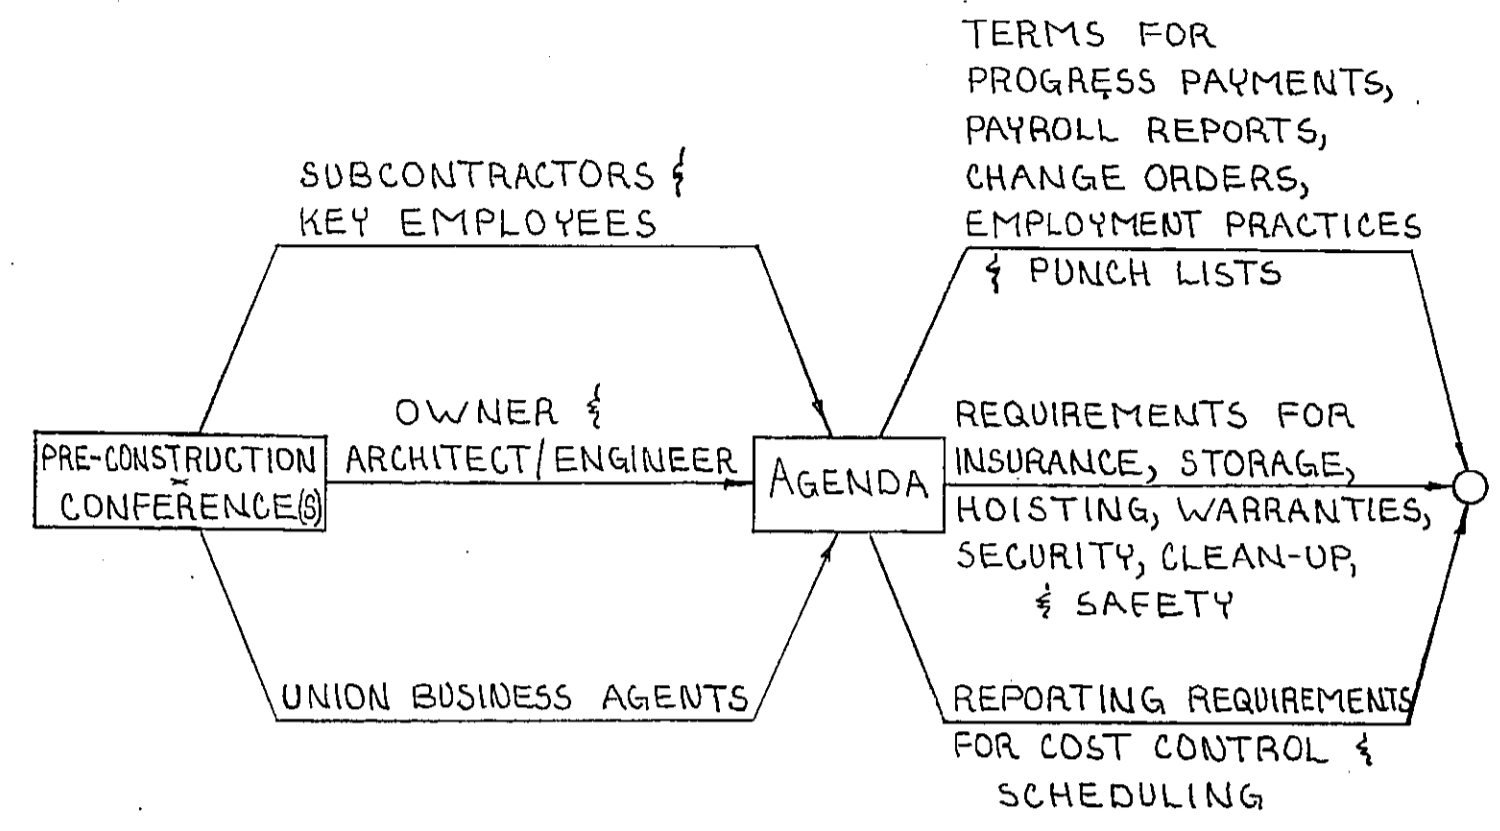 TERMS FOR
PROGRESS PAYMENTS,
PAYROLL REPORTS,
CHANGE ORDERS,
EMPLOYMENT PRACTICES
& PUNCH LISTS
SUBCONTRACTORS &
KEY EMPLOYEES
OWNER &
ARCHITECT/ENGINEER
PRE-CONSTRUCTION
CONFERENCE(S)
AGENDA
REQUIREMENTS FOR
INSURANCE, STORAGE,
HOISTING, WARRANTIES,
SECURITY, CLEAN-UP,
& SAFETY
UNION BUSINESS AGENTS
REPORTING REQUIREMENTS
FOR COST CONTROL &
SCHEDULING